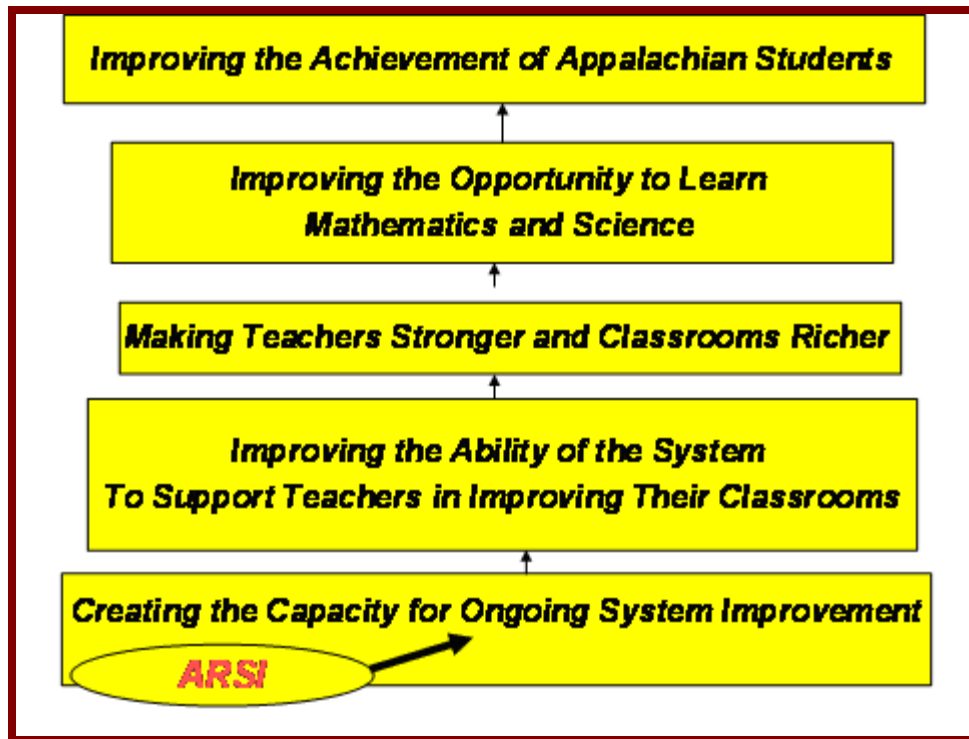 Improving the Achievement of Appalachian Students
Improving the Opportunity to Learn
Mathematics and Science
Making Teachers Stronger and Classrooms Richer
Improving the Ability of the System
To Support Teachers in Improving Their Classrooms
Creating the Capacity for Ongoing System Improvement
ARSI